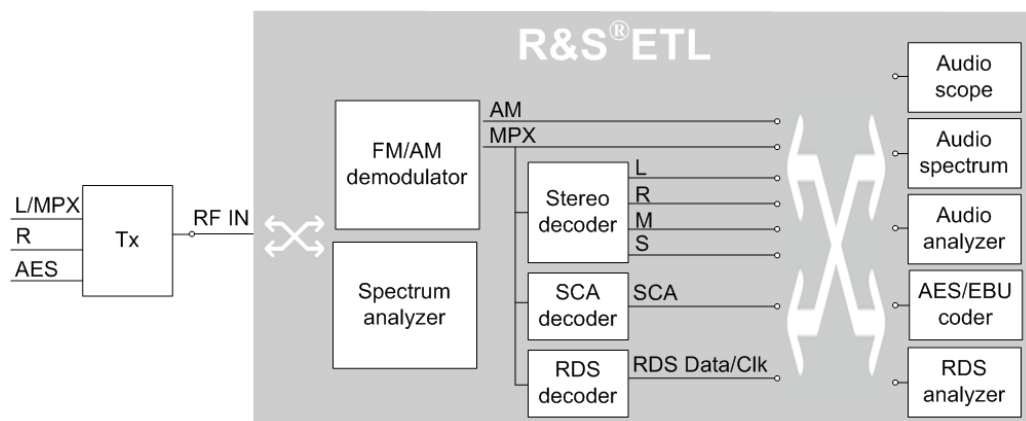 R&S®ETL
L/MPX
R
AES
Tx
RF IN
FM/AM
demodulator
Spectrum
analyzer
AM
MPX
Stereo
decoder
L
R
M
S
SCA
decoder
SCA
RDS
decoder
RDS Data/Clk
Audio
scope
Audio
spectrum
Audio
analyzer
AES/EBU
coder
RDS
analyzer